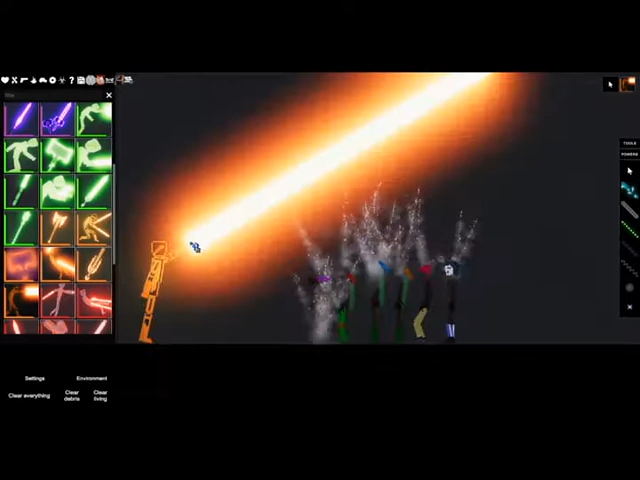 TOOLS
POWERS
Settings
Environment
Clear everything
Clear
debris
Clear
living